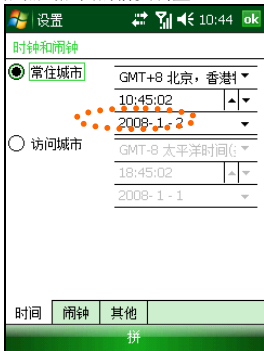 设置 10:44 ok
时钟和闹钟
常住城市 GMT+8 北京，香港
10:45:02
2008- 1 - 2
访问城市 GMT-8 太平洋时间(
18:45:02
2008- 1 - 1
时间 闹钟 其他
拼